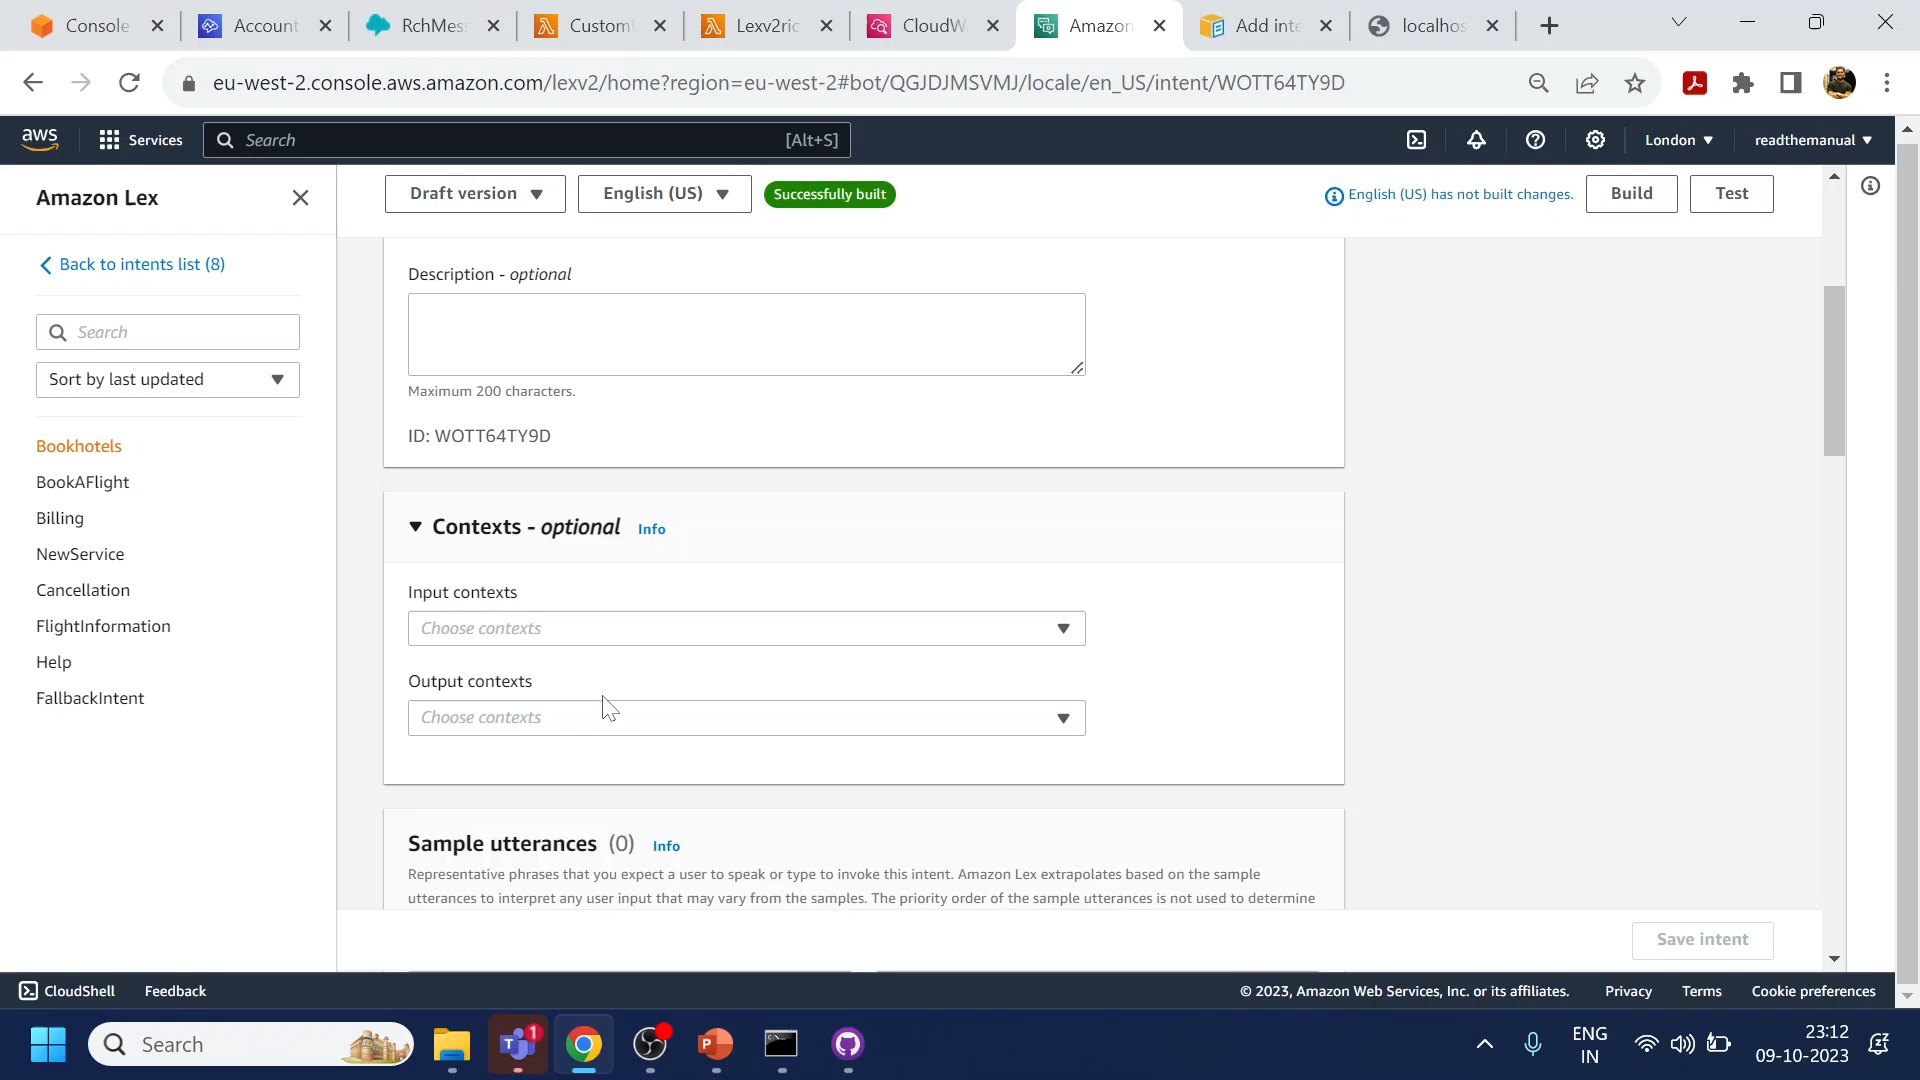 Console
Account
RchMes
Custom
Lexv2ric
CloudW
Amazon
Add inte
localhos
eu-west-2.console.aws.amazon.com/lexv2/home?region=eu-west-2#bot/QGJDJMSVMJ/locale/en_US/intent/WOTT64TY9D
aws
Services
Search
[Alt+S]
London
readthemanual
Amazon Lex
Draft version
English (US)
Successfully built
English (US) has not built changes.
Build
Test
Back to intents list (8)
Search
Sort by last updated
Bookhotels
BookAFlight
Billing
NewService
Cancellation
FlightInformation
Help
FallbackIntent
Description - optional
Maximum 200 characters.
ID: WOTT64TY9D
Contexts - optional Info
Input contexts
Choose contexts
Output contexts
Choose contexts
Sample utterances (0) Info
Representative phrases that you expect a user to speak or type to invoke this intent. Amazon Lex extrapolates based on the sample
utterances to interpret any user input that may vary from the samples. The priority order of the sample utterances is not used to determine
Save intent
CloudShell
Feedback
© 2023, Amazon Web Services, Inc. or its affiliates.
Privacy
Terms
Cookie preferences
Search
1
ENG
IN
23:12
09-10-2023